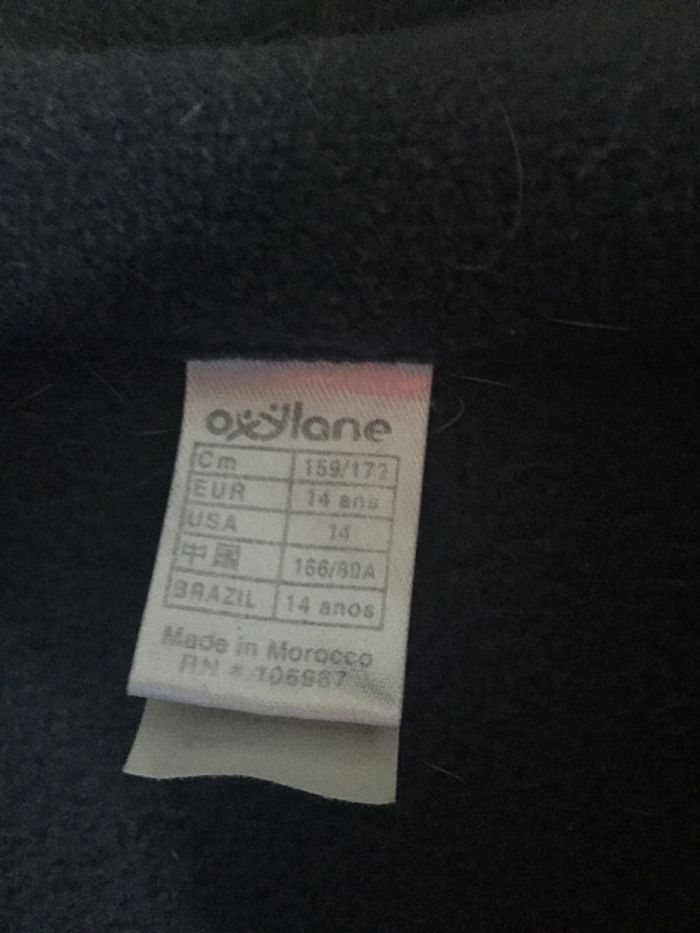 oxylane
Cm 159/172
EUR 14 ans
USA 14
中國 166/80A
BRAZIL 14 anos
Made in Morocco
RN # 106987